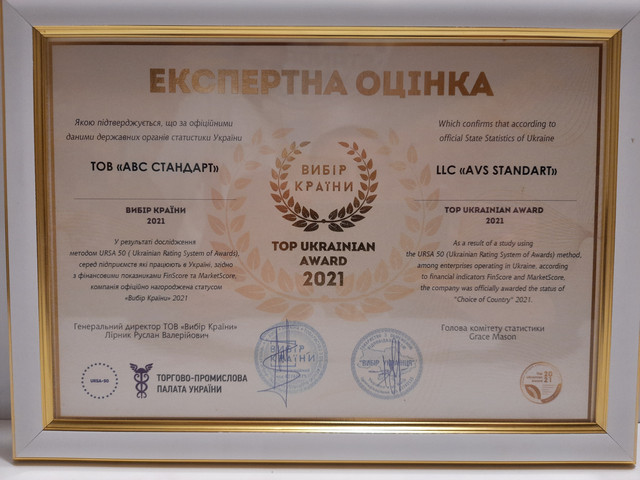 ЕКСПЕРТНА ОЦІНКА
Якою підтверджується, що за офіційними
даними державних органів статистики України
ТОВ «АВС СТАНДАРТ»
ВИБІР КРАЇНИ
2021
У результаті дослідження
методом URSA 50 ( Ukrainian Rating System of Awards),
серед підприємств які працюють в Україні, згідно
з фінансовими показниками FinScore та MarketScore,
компанія офіційно нагороджена статусом
«Вибір Країни» 2021
Генеральний директор ТОВ «Вибір Країни»
Лірник Руслан Валерійович
ВИБІР
КРАЇНИ
TOP UKRAINIAN
AWARD
2021
Which confirms that according to
official State Statistics of Ukraine
LLC «AVS STANDART»
TOP UKRAINIAN AWARD
2021
As a result of a study using
the URSA 50 (Ukrainian Rating System of Awards) method,
among enterprises operating in Ukraine, according
to financial indicators FinScore and MarketScore,
the company was officially awarded the status of
"Choice of Country" 2021.
Голова комітету статистики
Grace Mason
URSA-50
ТОРГОВО-ПРОМИСЛОВА
ПАЛАТА УКРАЇНИ
ВИБІР
КРАЇНИ